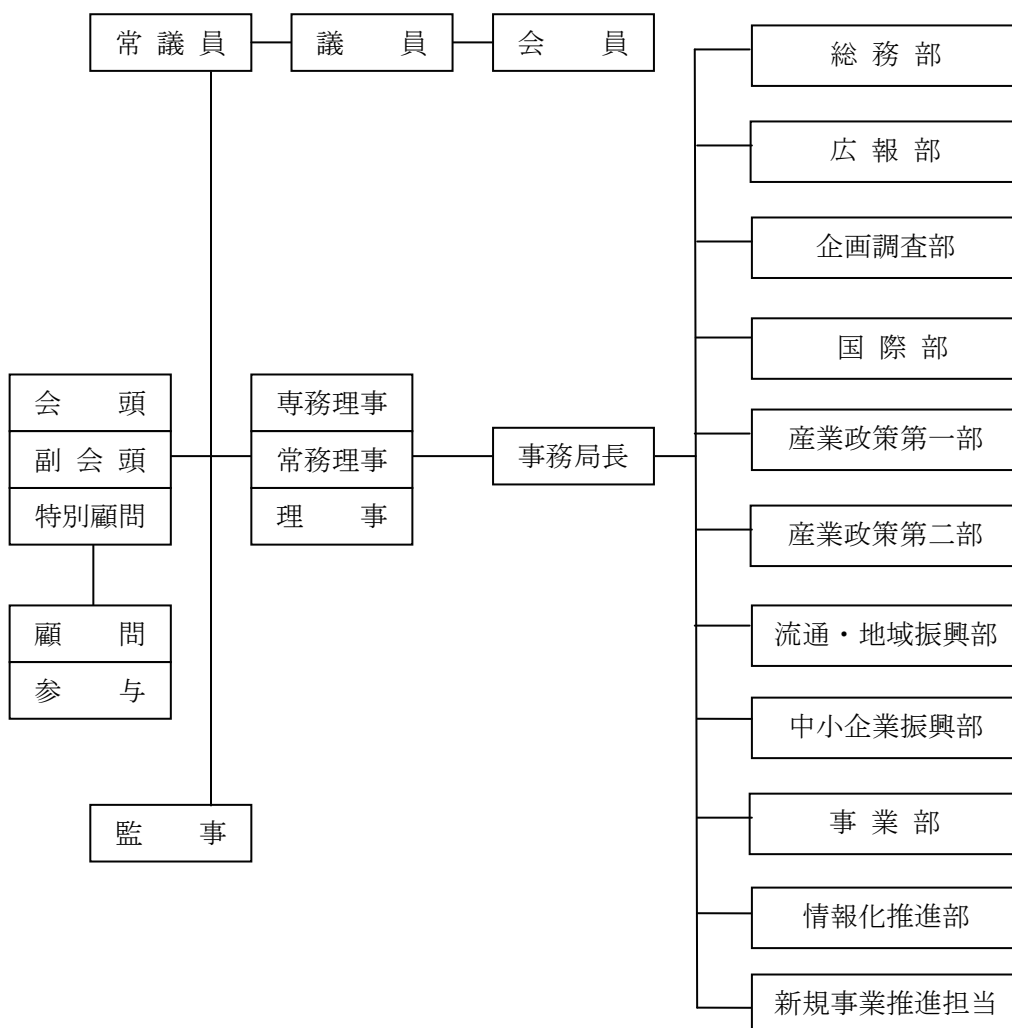 常議員
議員
会員
会頭
副会頭
特別顧問
顧問
参与
専務理事
常務理事
理事
事務局長
監事
総務部
広報部
企画調査部
国際部
産業政策第一部
産業政策第二部
流通・地域振興部
中小企業振興部
事業部
情報化推進部
新規事業推進担当